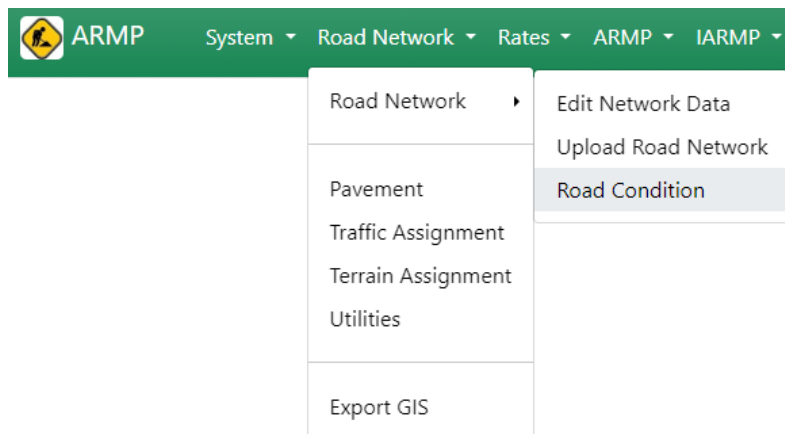 ARMP System Road Network Rates ARMP IARMP
Road Network
Edit Network Data
Upload Road Network
Road Condition
Pavement
Traffic Assignment
Terrain Assignment
Utilities
Export GIS